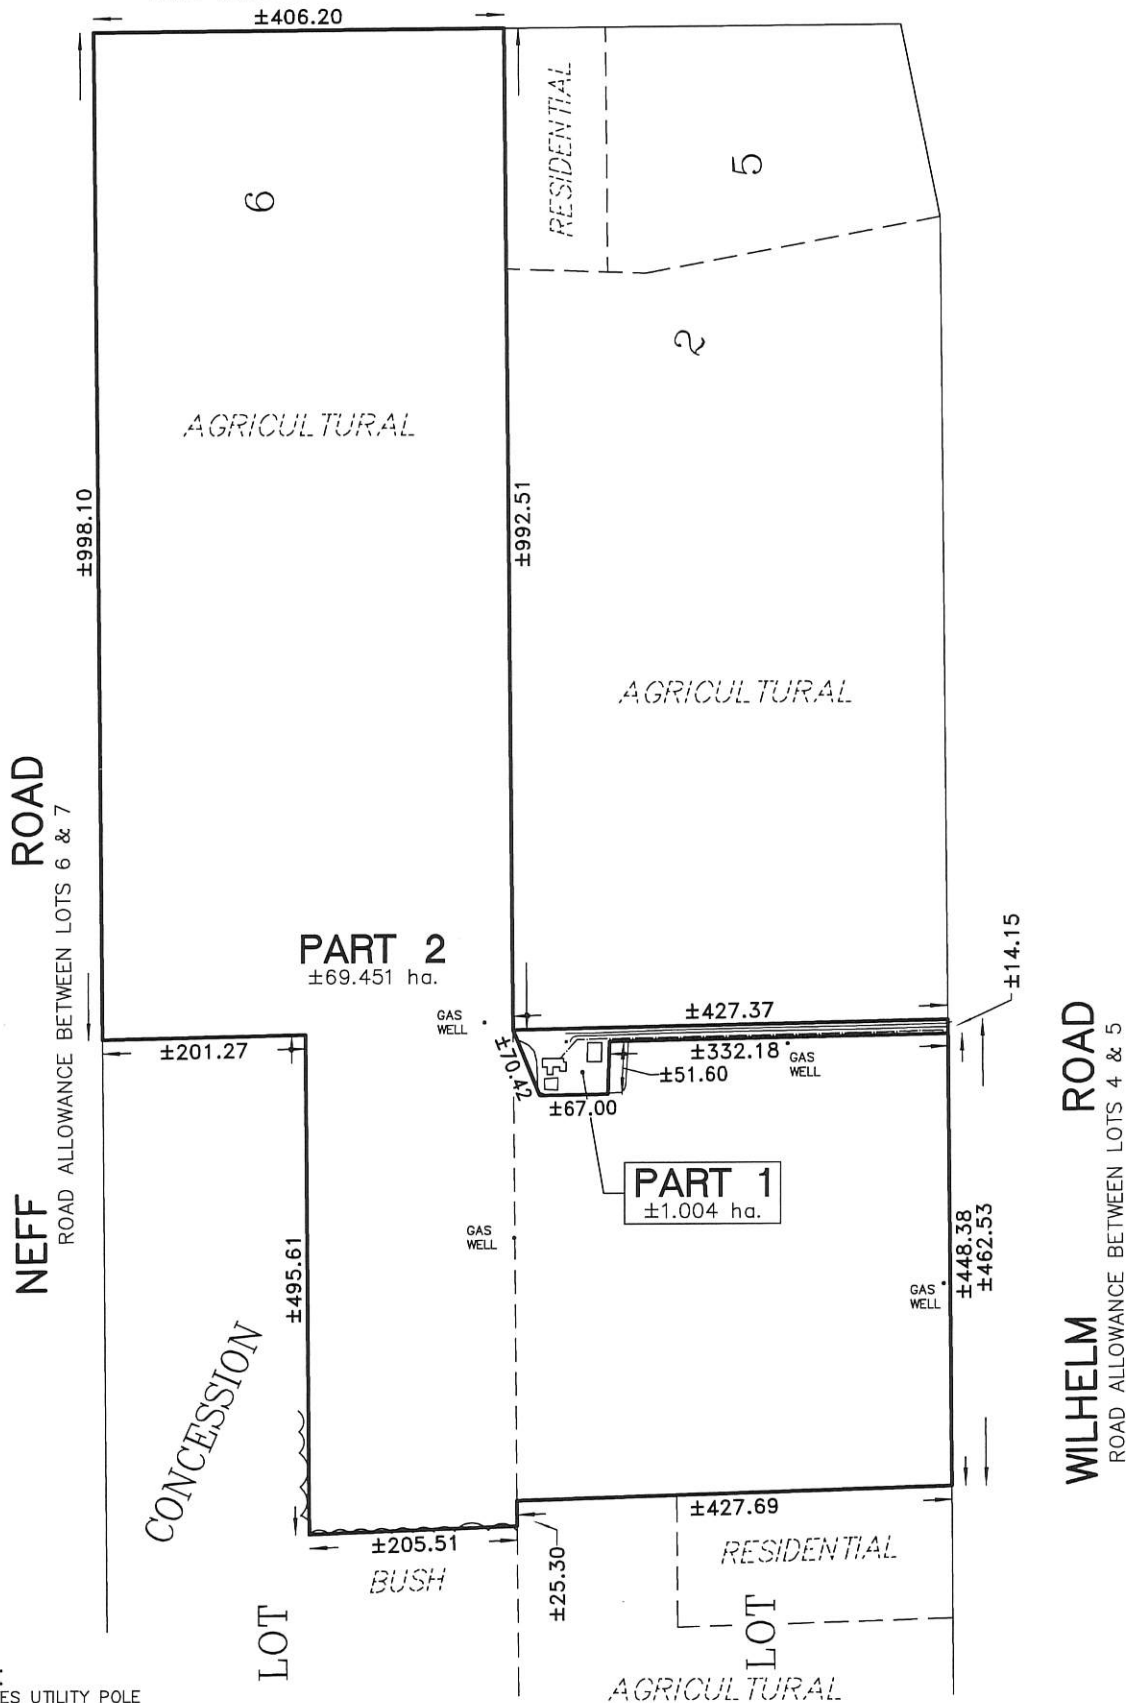 ±406.20
RESIDENTIAL
6
5
2
AGRICULTURAL
±998.10
±992.51
AGRICULTURAL
NEFF ROAD
ROAD ALLOWANCE BETWEEN LOTS 6 & 7
PART 2
±69.451 ha.
±14.15
GAS
WELL
±427.37
±201.27
±70.42
±332.18
GAS
WELL
±51.60
±67.00
PART 1
±1.004 ha.
WILHELM ROAD
ROAD ALLOWANCE BETWEEN LOTS 4 & 5
GAS
WELL
±495.61
±448.38
±462.53
GAS
WELL
CONCESSION
±427.69
±205.51
BUSH
±25.30
RESIDENTIAL
LOT
LOT
AGRICULTURAL
ES UTILITY POLE